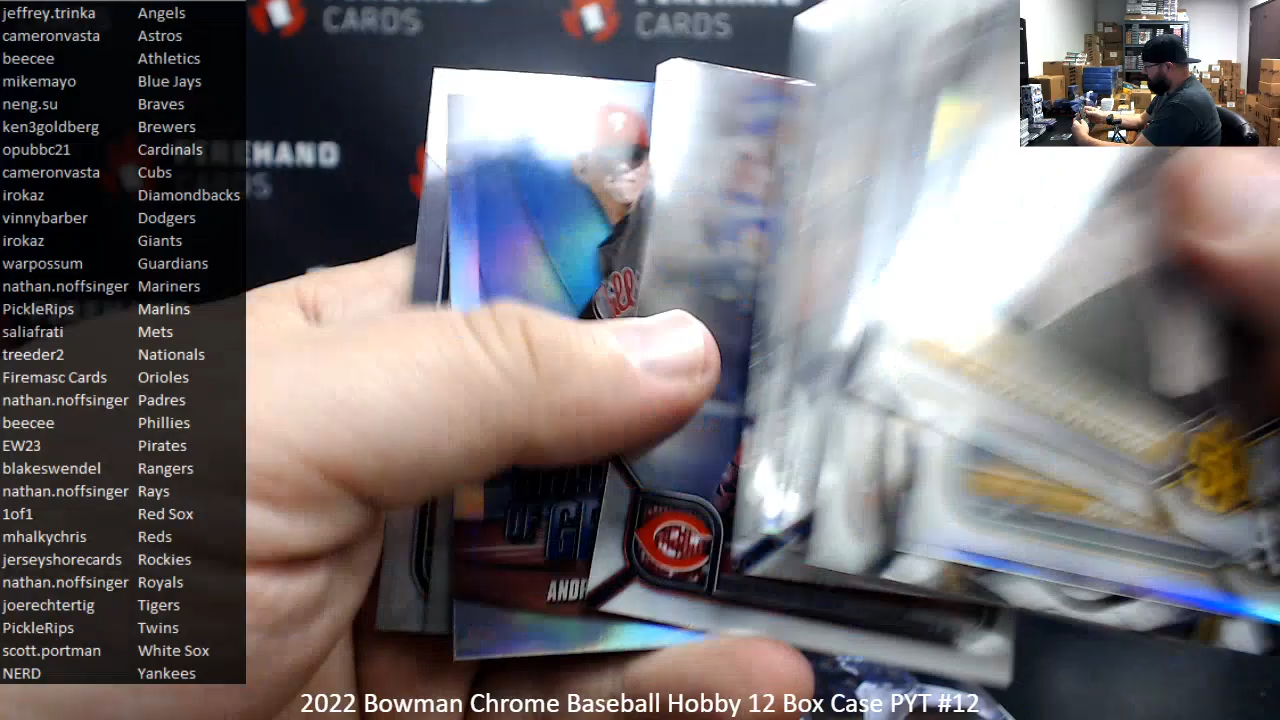 jeffrey.trinka Angels
cameronvasta Astros
beecee Athletics
mikemayo Blue Jays
neng.su Braves
ken3goldberg Brewers
opubbc21 Cardinals
cameronvasta Cubs
irokaz Diamondbacks
vinnybarber Dodgers
irokaz Giants
warpossum Guardians
nathan.noffsinger Mariners
PickleRips Marlins
saliafrati Mets
treeder2 Nationals
Firemasc Cards Orioles
nathan.noffsinger Padres
beecee Phillies
EW23 Pirates
blakeswendel Rangers
nathan.noffsinger Rays
1of1 Red Sox
mhalkychris Reds
jerseyshorecards Rockies
nathan.noffsinger Royals
joerechtertig Tigers
PickleRips Twins
scott.portman White Sox
NERD Yankees
CARDS
CARDS
OF
2022 Bowman Chrome Baseball Hobby 12 Box Case PYT #12